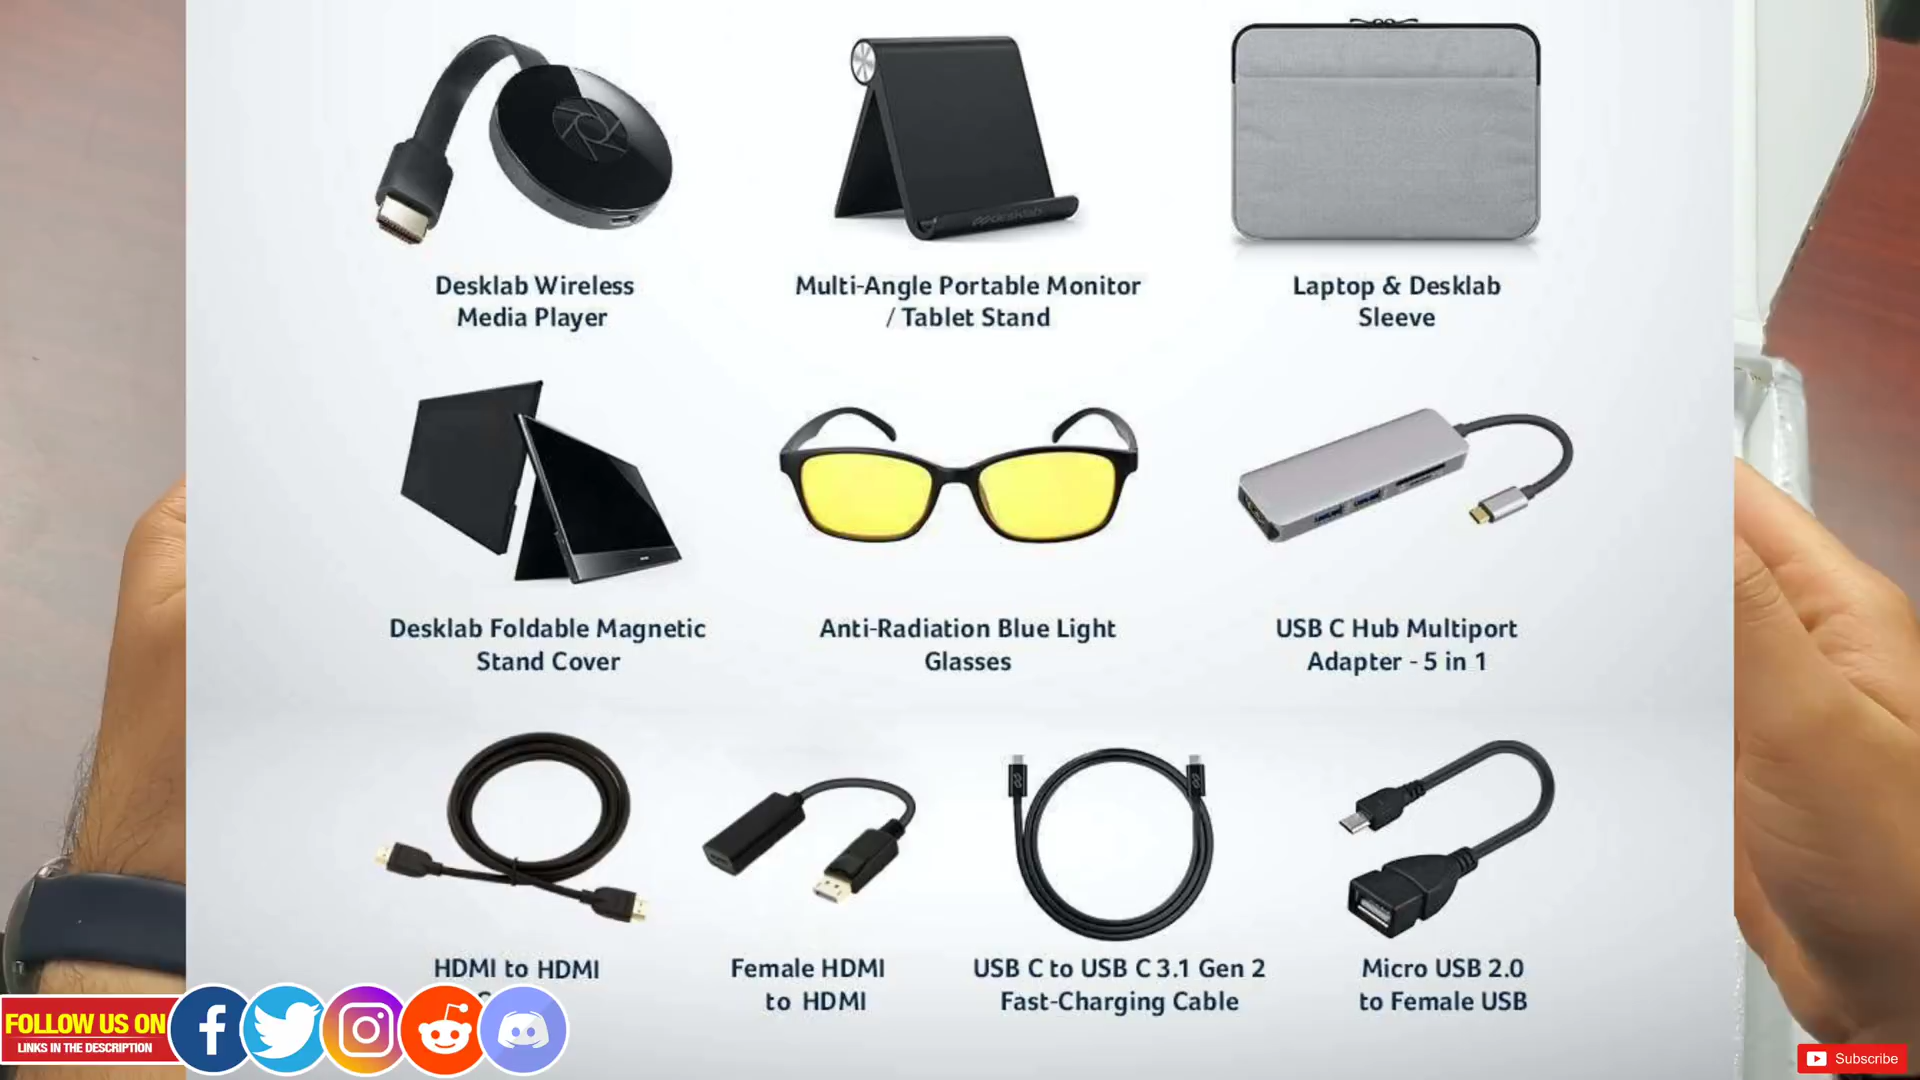 desklab
Desklab Wireless
Media Player
Multi-Angle Portable Monitor
/ Tablet Stand
Laptop & Desklab
Sleeve
Desklab Foldable Magnetic
Stand Cover
Anti-Radiation Blue Light
Glasses
USB C Hub Multiport
Adapter - 5 in 1
HDMI to HDMI
Female HDMI
to HDMI
USB C to USB C 3.1 Gen 2
Fast-Charging Cable
Micro USB 2.0
to Female USB
FOLLOW US ON
LINKS IN THE DESCRIPTION
Subscribe